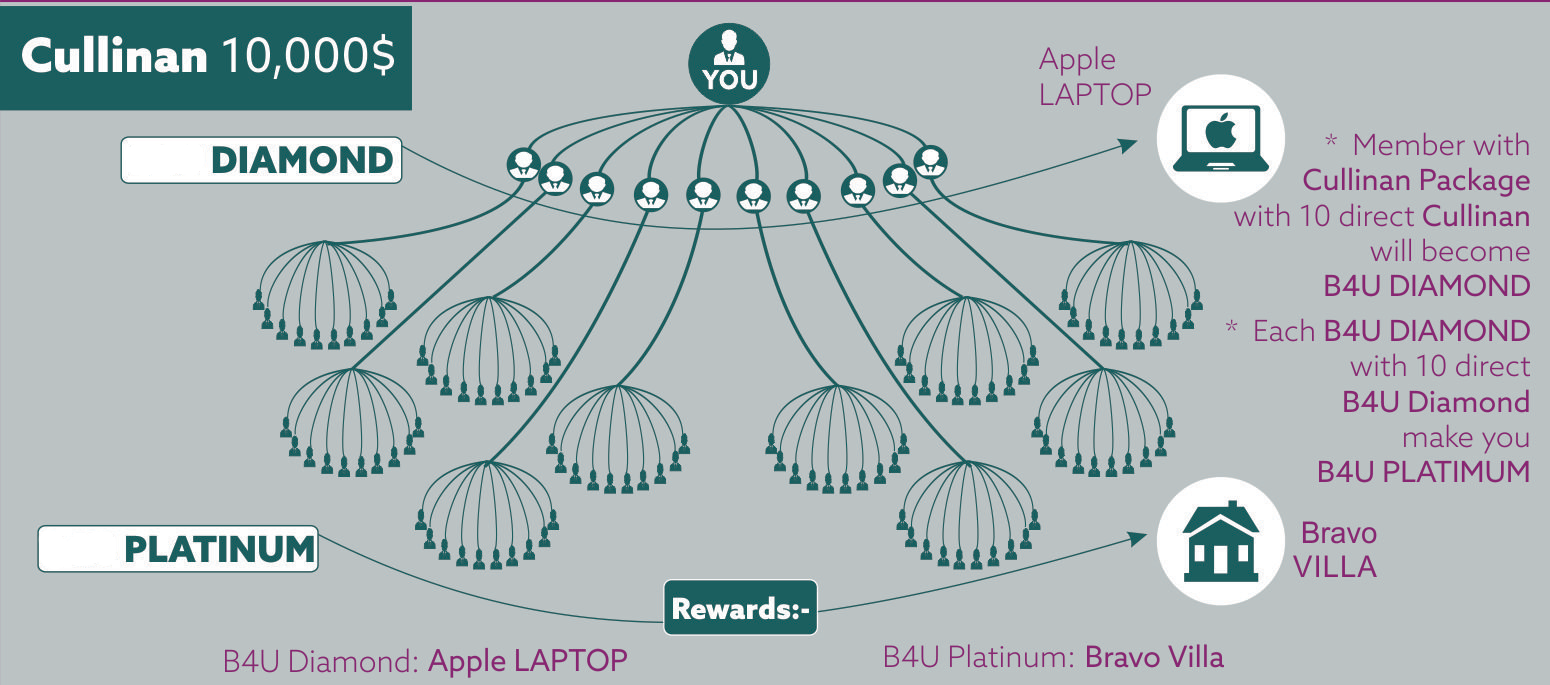 Cullinan 10,000$
YOU
Apple
LAPTOP
DIAMOND
* Member with
Cullinan Package
with 10 direct Cullinan
will become
B4U DIAMOND
* Each B4U DIAMOND
with 10 direct
B4U Diamond
make you
B4U PLATIMUM
PLATINUM
Bravo
VILLA
Rewards:-
B4U Diamond: Apple LAPTOP
B4U Platinum: Bravo Villa